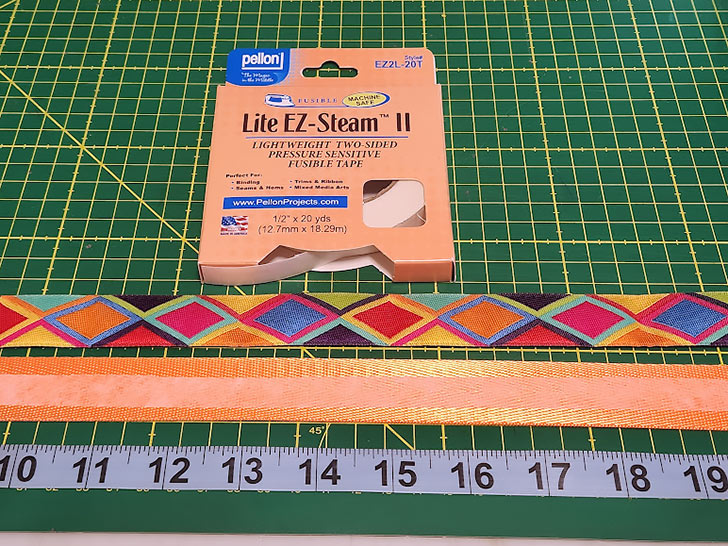 pellon
"The Magic
in the Middle"
Style#
EZ2L-20T
FUSIBLE
MACHINE
SAFE
Lite EZ-Steam™ II
LIGHTWEIGHT TWO-SIDED
PRESSURE SENSITIVE
FUSIBLE TAPE
Perfect For:
• Binding • Trims & Ribbon
• Seams & Hems • Mixed Media Arts
www.PellonProjects.com
1/2" x 20 yds
(12.7mm x 18.29m)
MADE IN AMERICA
45°
10 11 12 13 14 15 16 17 18 19